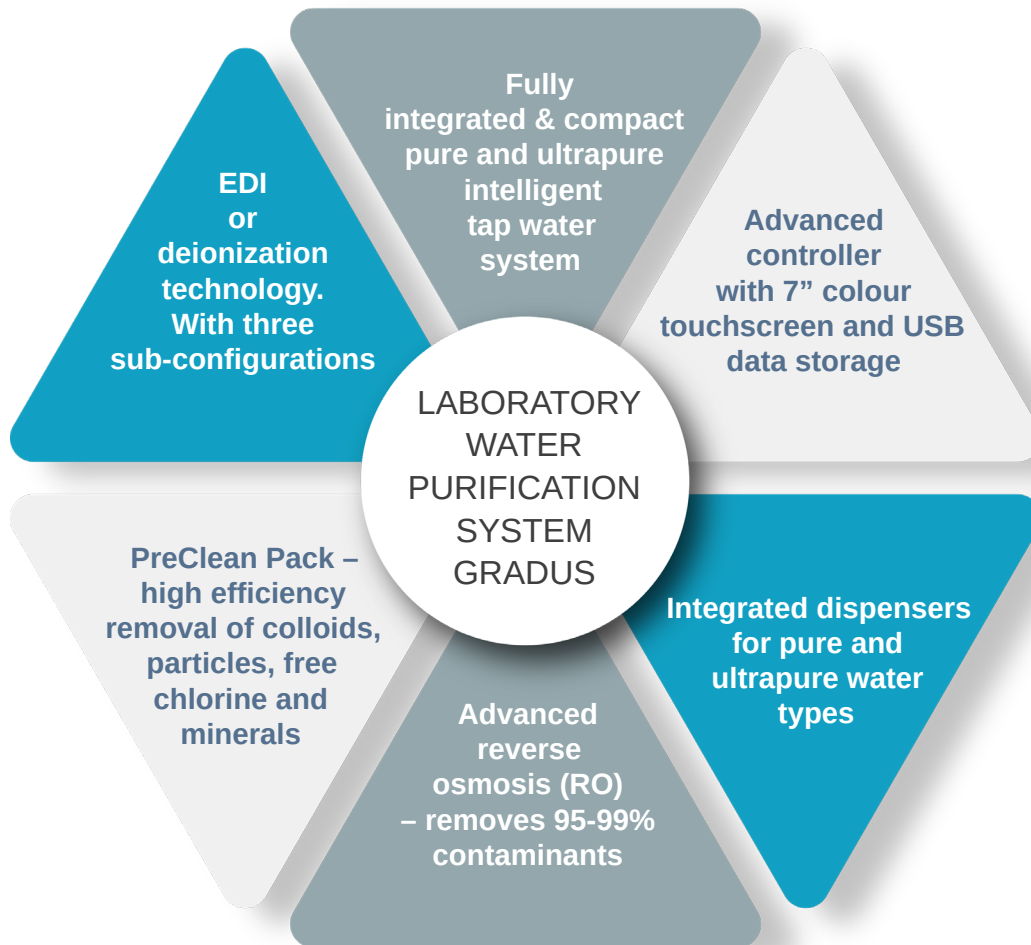 Fully
integrated & compact
pure and ultrapure
intelligent
tap water
system
Advanced
controller
with 7” colour
touchscreen and USB
data storage
Integrated dispensers
for pure and
ultrapure water
types
Advanced
reverse
osmosis (RO)
– removes 95-99%
contaminants
PreClean Pack –
high efficiency
removal of colloids,
particles, free
chlorine and
minerals
EDI
or
deionization
technology.
With three
sub-configurations
LABORATORY
WATER
PURIFICATION
SYSTEM
GRADUS